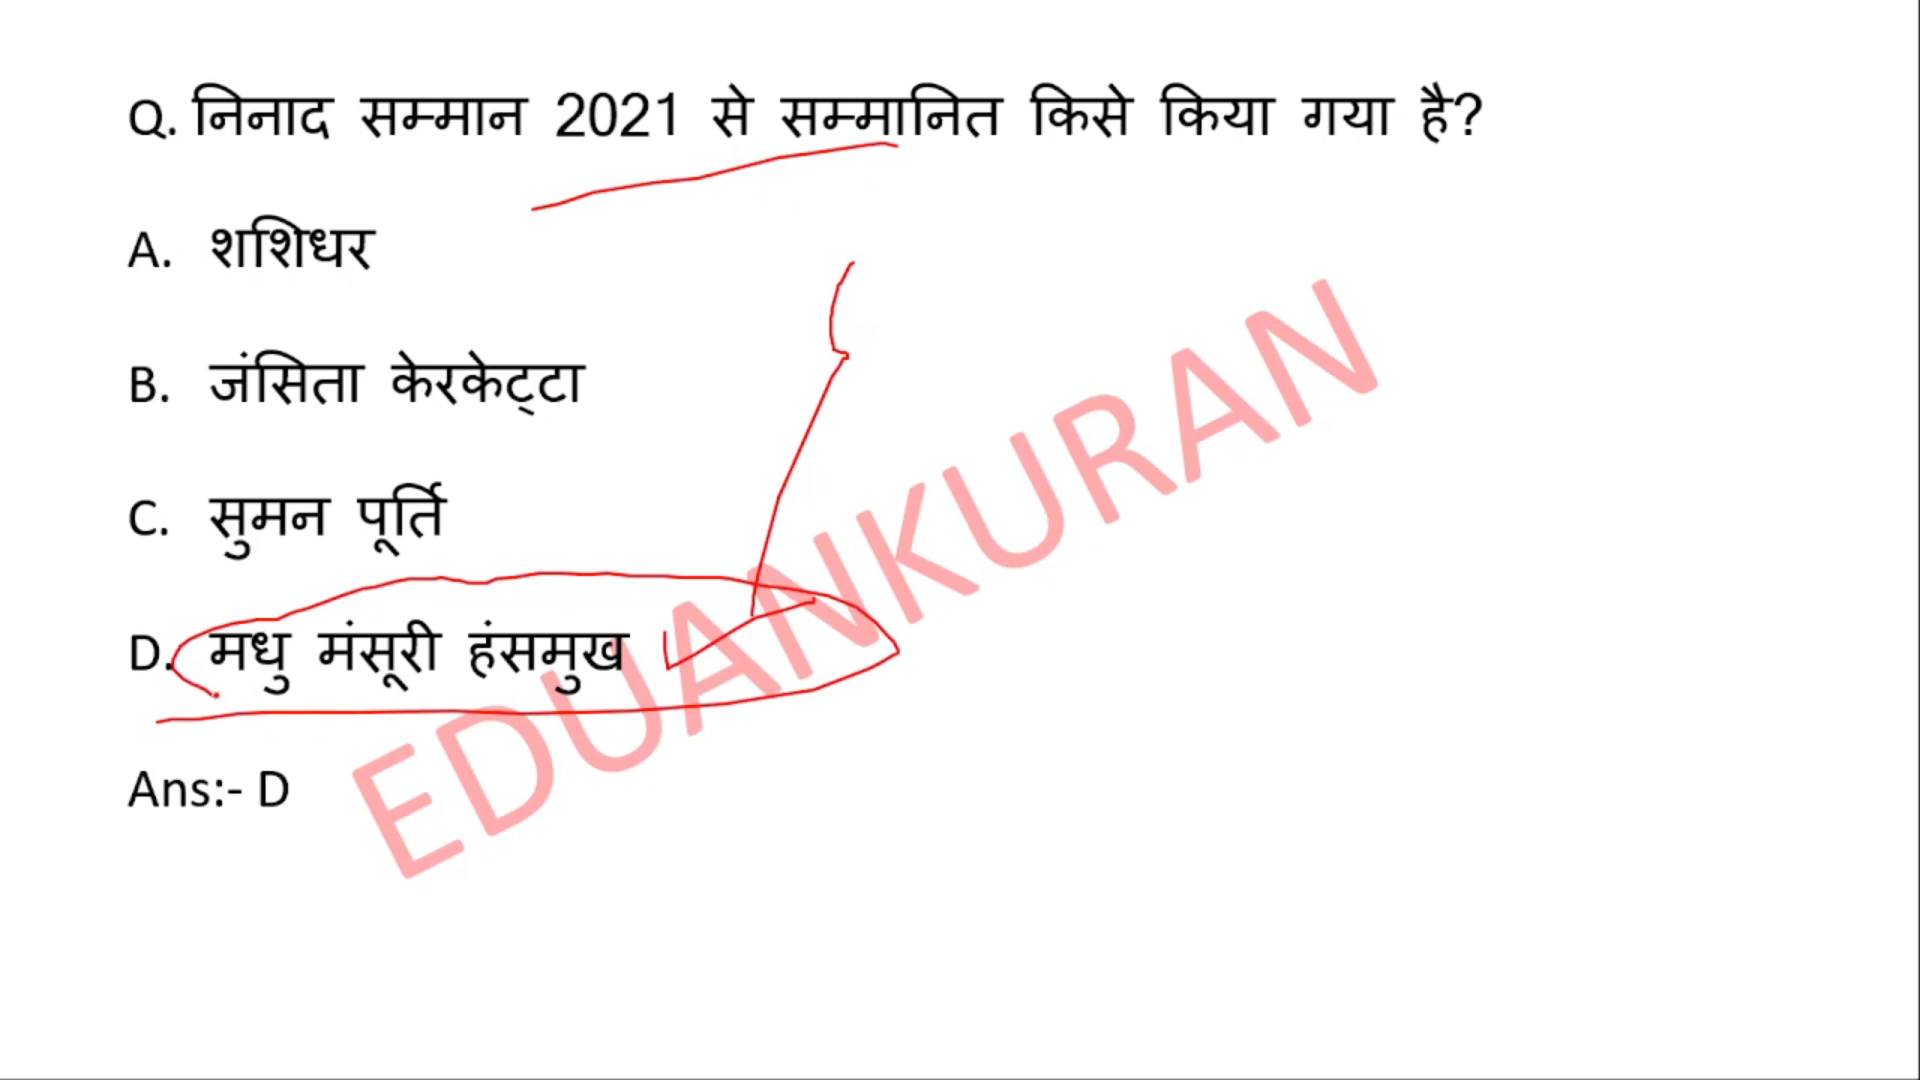 Q. निनाद सम्मान 2021 से सम्मानित किसे किया गया है?
A. शशिधर
B. जंसिता केरकेट्टा
C. सुमन पूर्ति
D. मधु मंसूरी हंसमुख
Ans:- D
EDUANKURAN